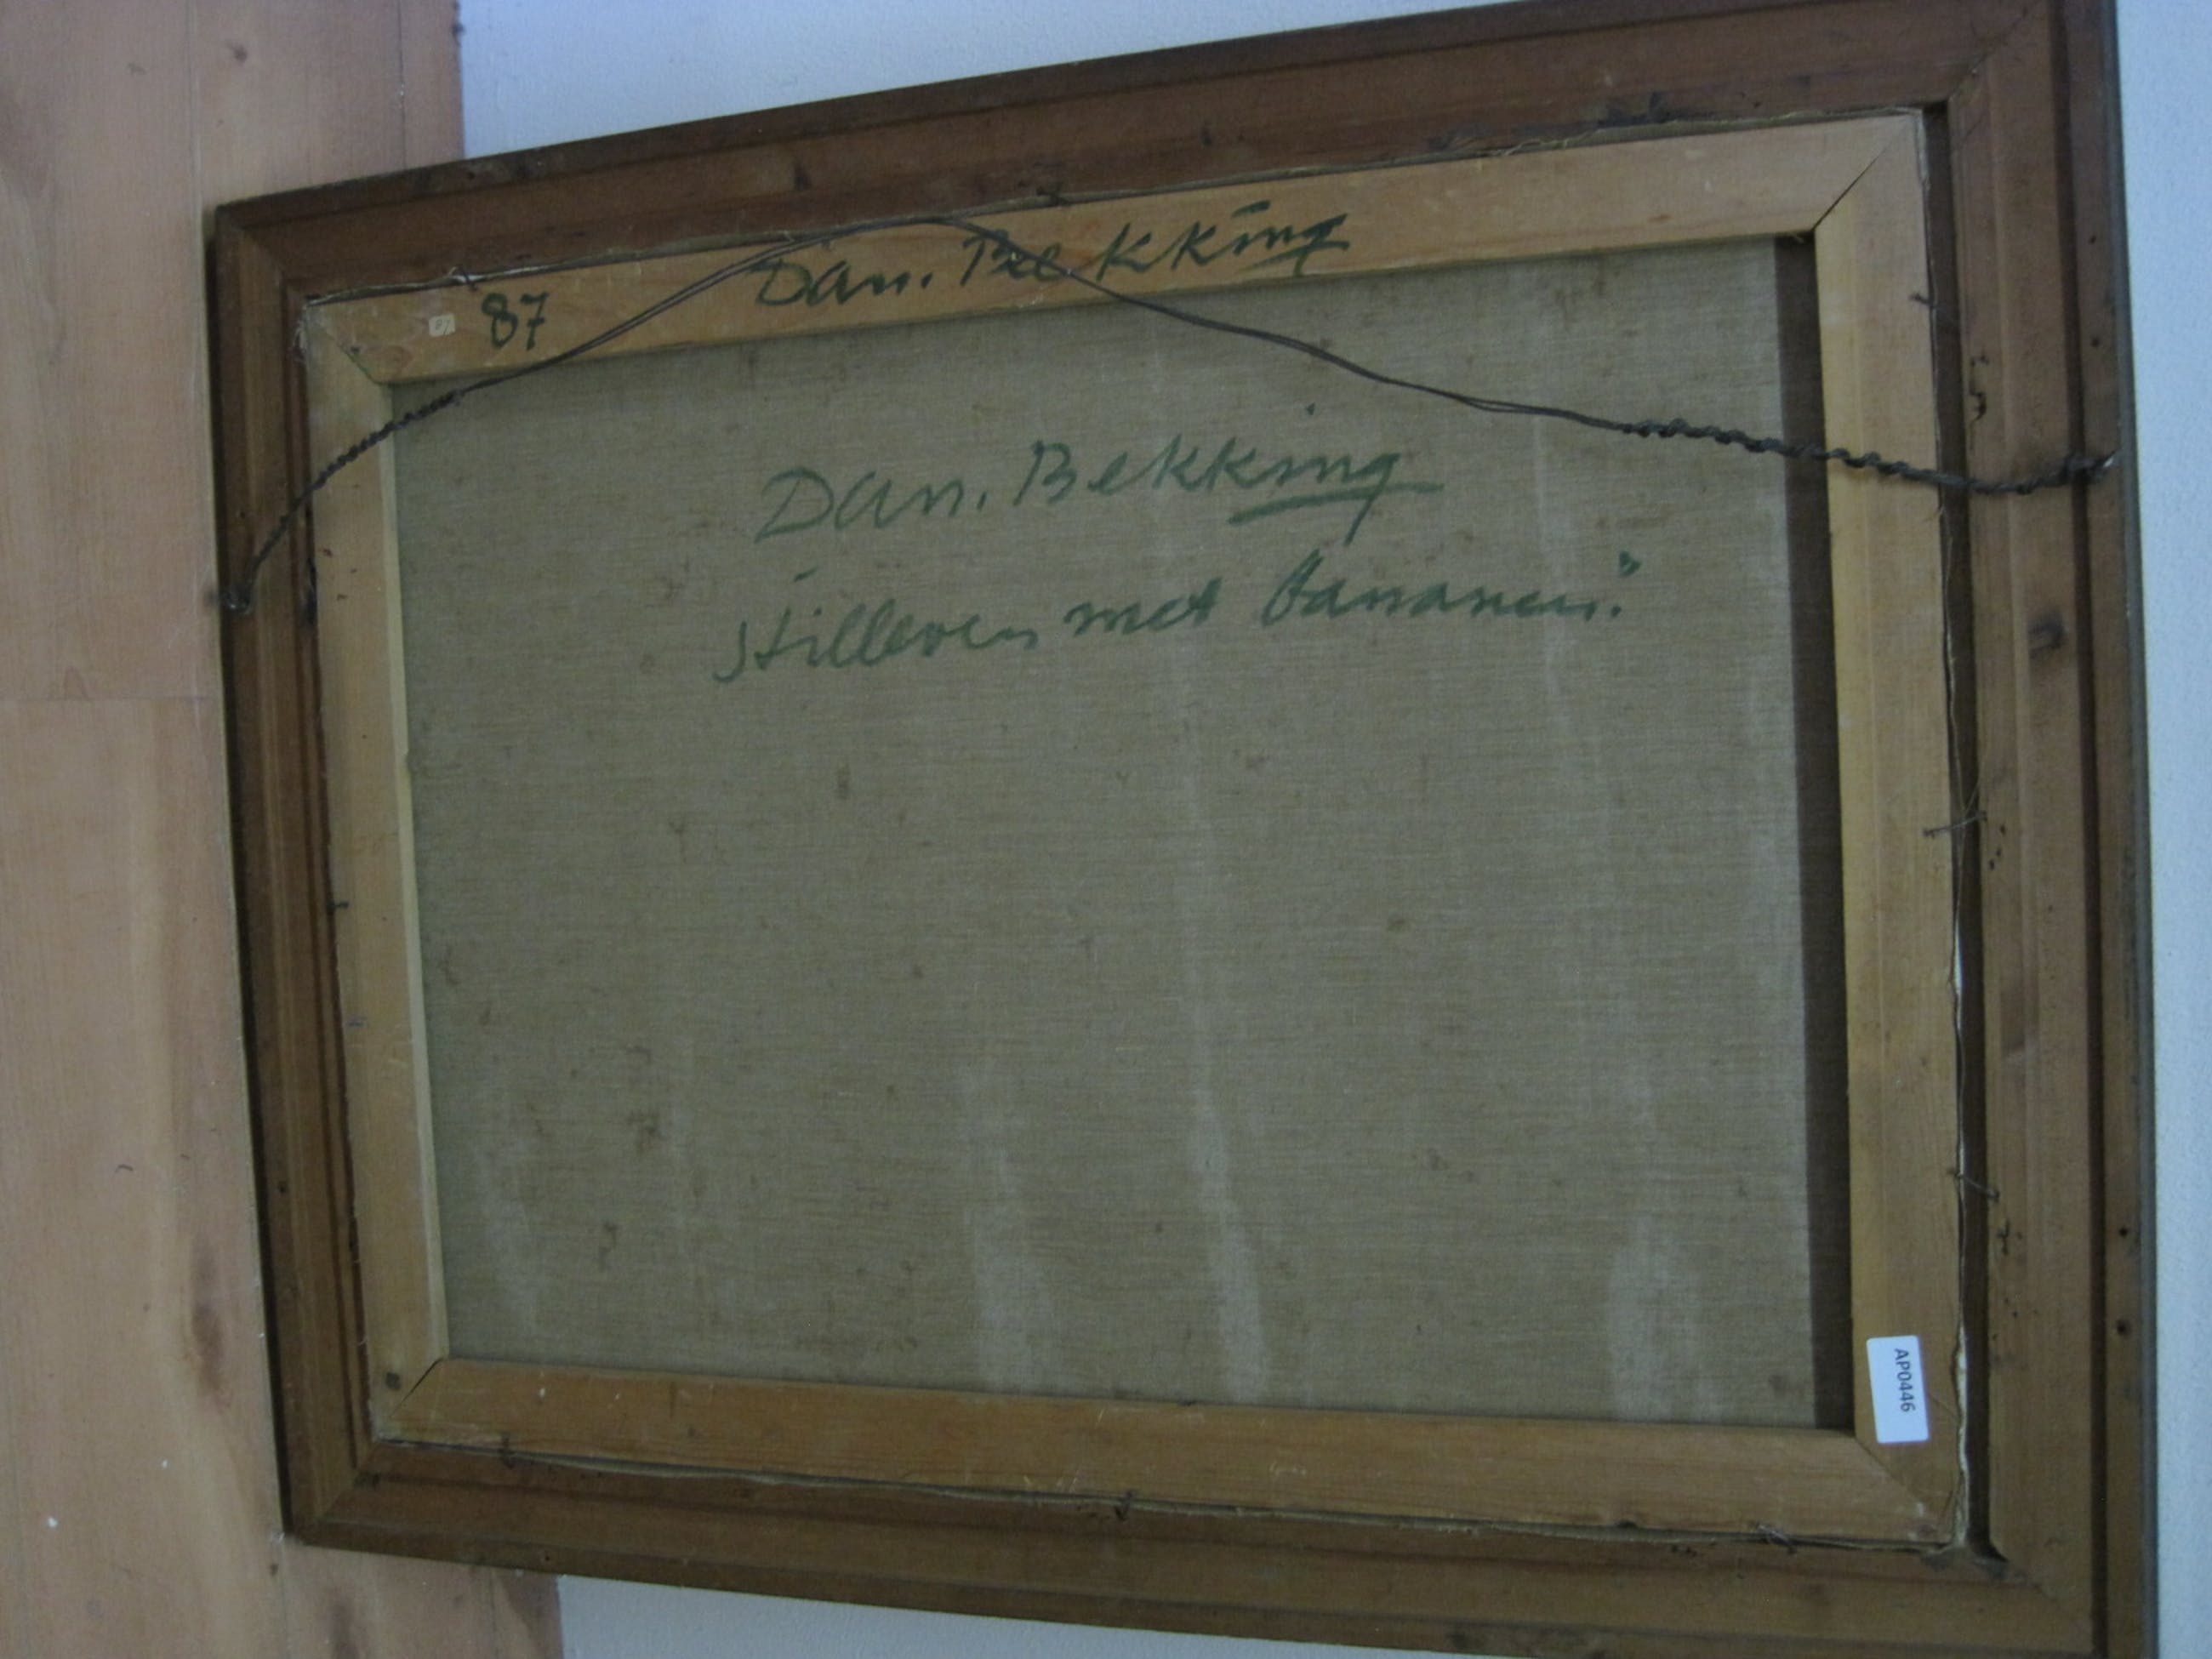 87 Dan. Bekking
Dan. Bekking
stilleven met bananen."
AP0446